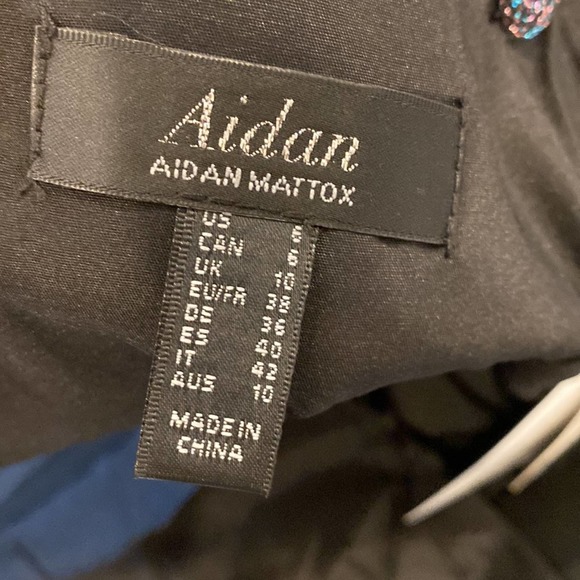 Aidan
AIDAN MATTOX
US 6
CAN 6
UK 10
EU/FR 38
DE 36
ES 40
IT 42
AUS 10
MADE IN
CHINA